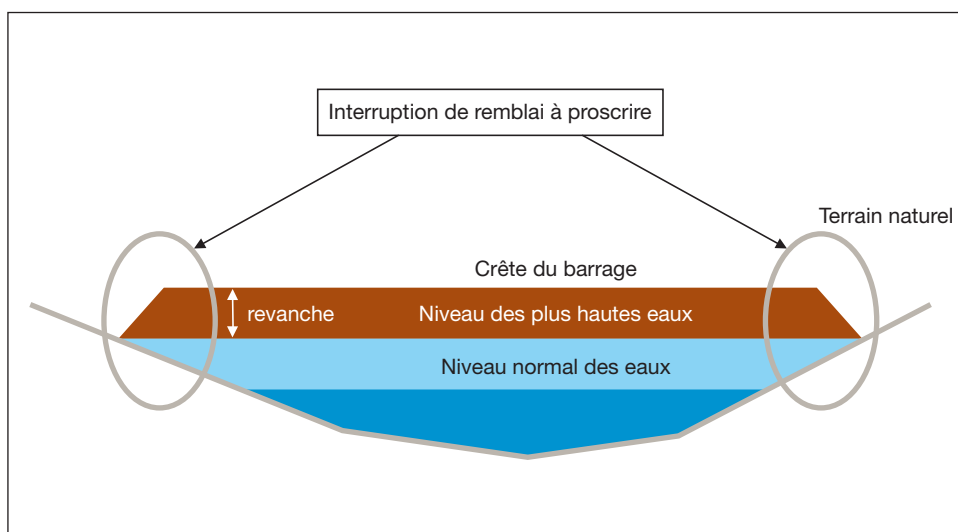 Interruption de remblai à proscrire
Terrain naturel
Crête du barrage
revanche
Niveau des plus hautes eaux
Niveau normal des eaux